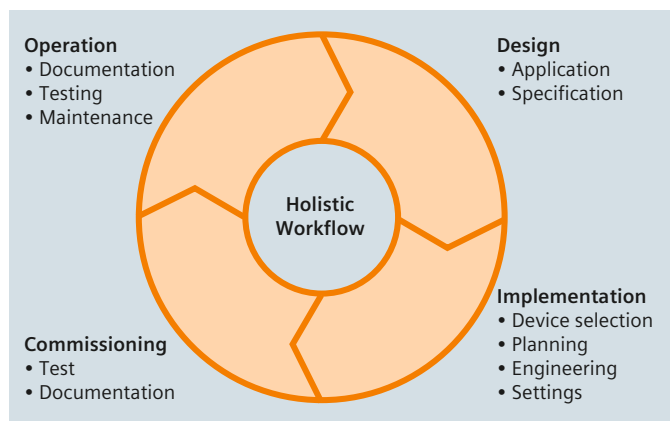 Operation
• Documentation
• Testing
• Maintenance
Design
• Application
• Specification
Holistic
Workflow
Commissioning
• Test
• Documentation
Implementation
• Device selection
• Planning
• Engineering
• Settings